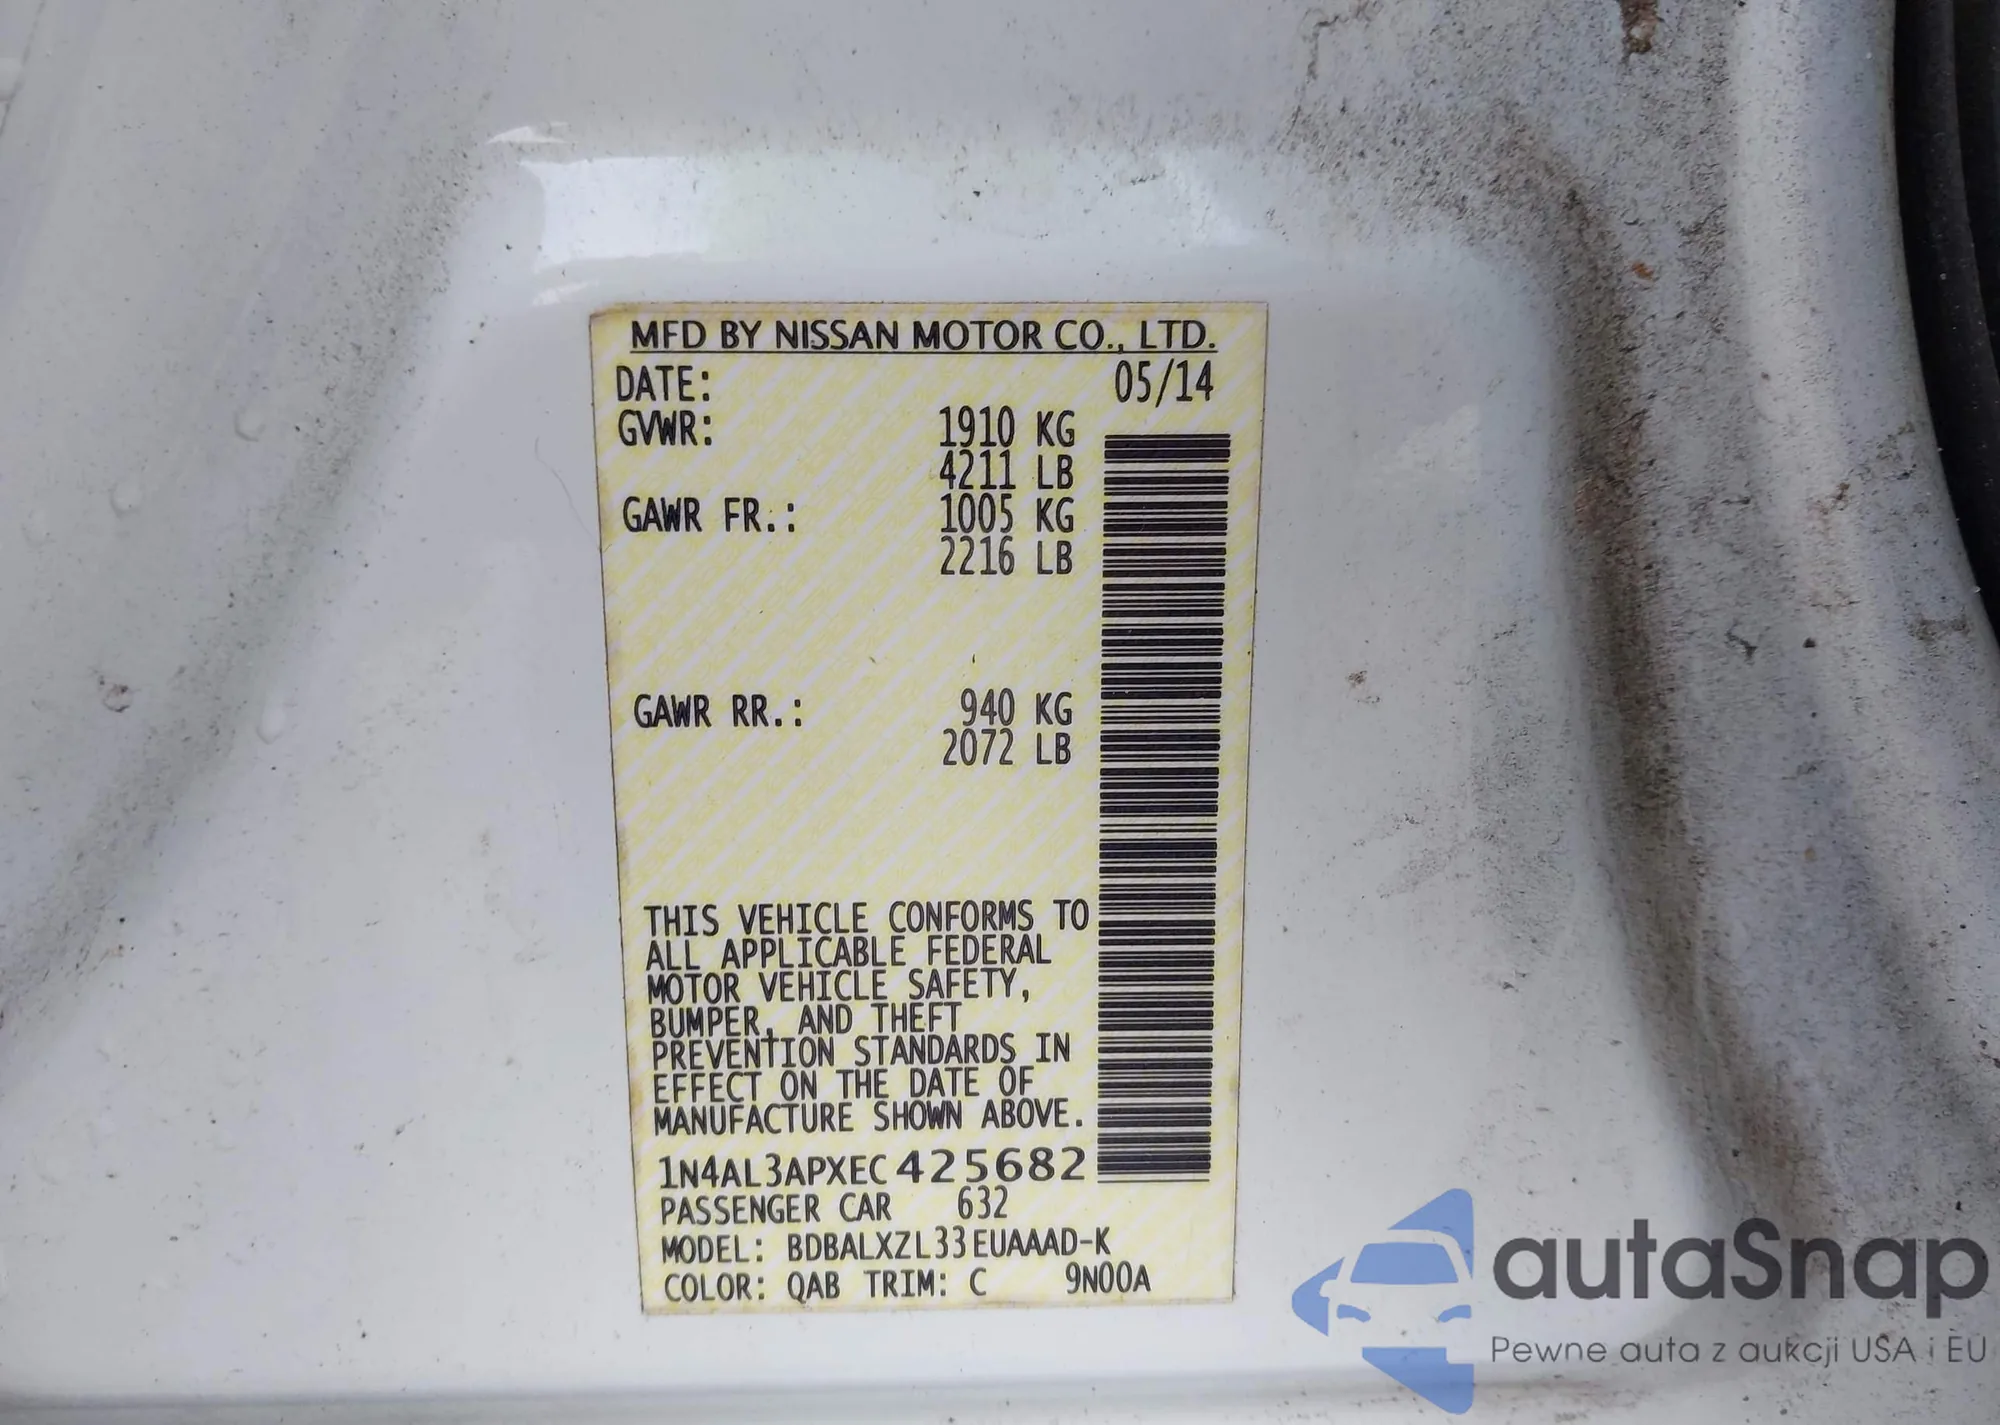 MFD BY NISSAN MOTOR CO., LTD.
DATE: 05/14
GVWR: 1910 KG
4211 LB
GAWR FR.: 1005 KG
2216 LB
GAWR RR.: 940 KG
2072 LB
THIS VEHICLE CONFORMS TO
ALL APPLICABLE FEDERAL
MOTOR VEHICLE SAFETY,
BUMPER, AND THEFT
PREVENTION STANDARDS IN
EFFECT ON THE DATE OF
MANUFACTURE SHOWN ABOVE.
1N4AL3APXEC425682
PASSENGER CAR 632
MODEL: BDBALXZL33EUAAAD-K
COLOR: QAB TRIM: C 9N00A
autoSnap
Pewne auta z aukcji USA i EU